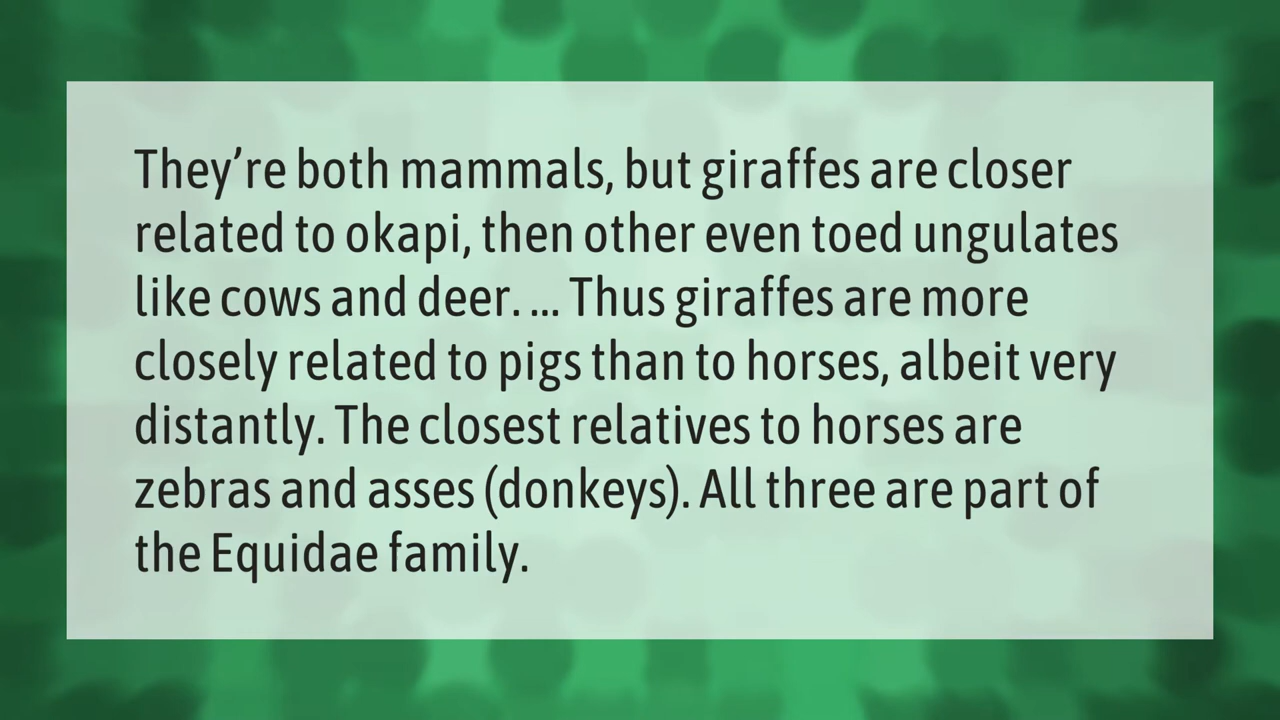 They’re both mammals, but giraffes are closer
related to okapi, then other even toed ungulates
like cows and deer. ... Thus giraffes are more
closely related to pigs than to horses, albeit very
distantly. The closest relatives to horses are
zebras and asses (donkeys). All three are part of
the Equidae family.